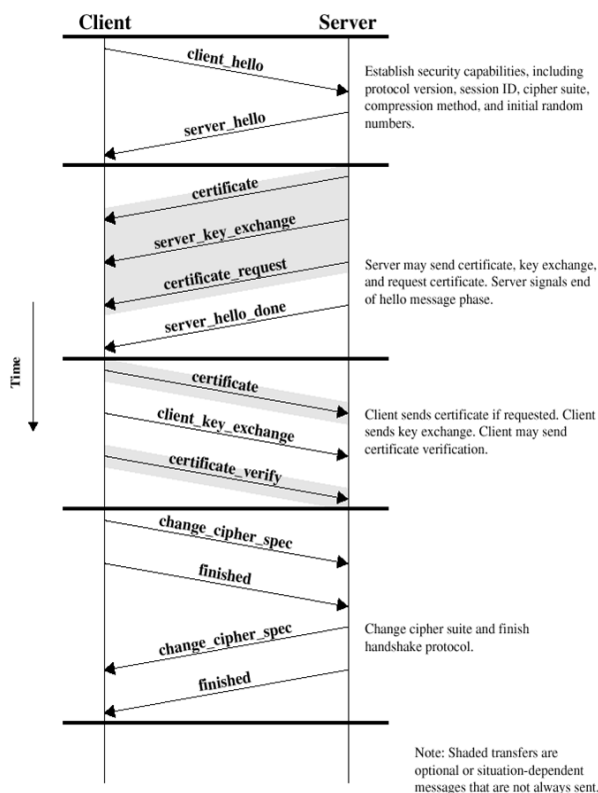 Client Server
client_hello
Establish security capabilities, including
protocol version, session ID, cipher suite,
compression method, and initial random
numbers.
server_hello
certificate
server_key_exchange
certificate_request
Server may send certificate, key exchange,
and request certificate. Server signals end
of hello message phase.
server_hello_done
Time
certificate
client_key_exchange
Client sends certificate if requested. Client
sends key exchange. Client may send
certificate verification.
certificate_verify
change_cipher_spec
finished
change_cipher_spec
Change cipher suite and finish
handshake protocol.
finished
Note: Shaded transfers are
optional or situation-dependent
messages that are not always sent.